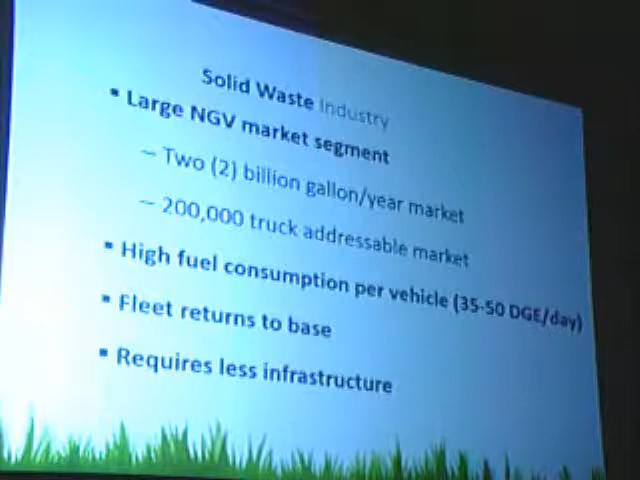 Solid Waste Industry
▪ Large NGV market segment
– Two (2) billion gallon/year market
– 200,000 truck addressable market
▪ High fuel consumption per vehicle (35-50 DGE/day)
▪ Fleet returns to base
▪ Requires less infrastructure